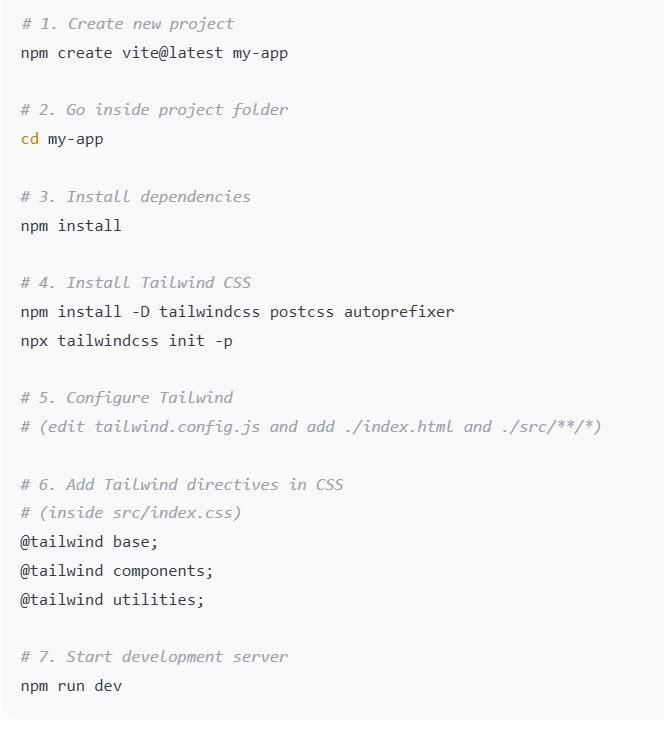 # 1. Create new project
npm create vite@latest my-app
# 2. Go inside project folder
cd my-app
# 3. Install dependencies
npm install
# 4. Install Tailwind CSS
npm install -D tailwindcss postcss autoprefixer
npx tailwindcss init -p
# 5. Configure Tailwind
# (edit tailwind.config.js and add ./index.html and ./src/**/*)
# 6. Add Tailwind directives in CSS
# (inside src/index.css)
@tailwind base;
@tailwind components;
@tailwind utilities;
# 7. Start development server
npm run dev